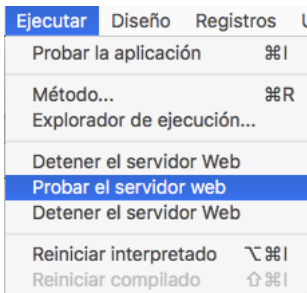 Ejecutar Diseño Registros
Probar la aplicación ⌘I
Método... ⌘R
Explorador de ejecución...
Detener el servidor Web
Probar el servidor web
Detener el servidor Web
Reiniciar interpretado ⌥⌘I
Reiniciar compilado ⇧⌘I